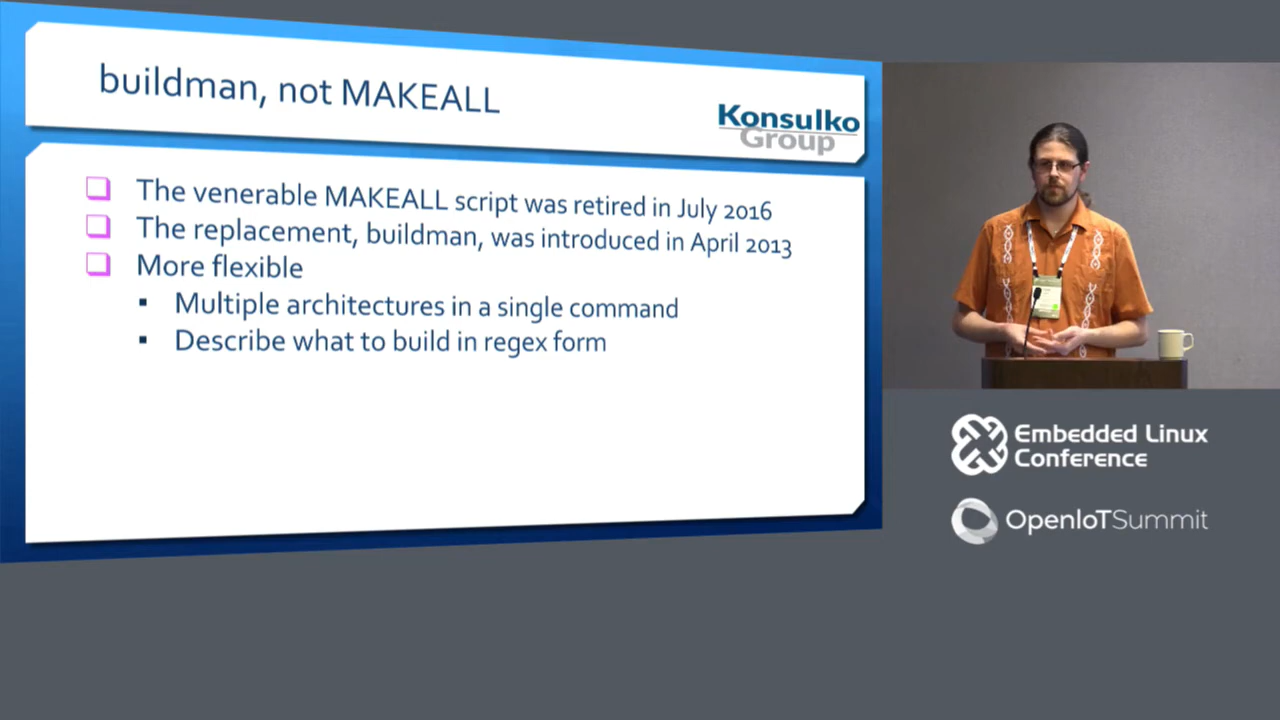 buildman, not MAKEALL
Konsulko
Group
The venerable MAKEALL script was retired in July 2016
The replacement, buildman, was introduced in April 2013
More flexible
Multiple architectures in a single command
Describe what to build in regex form
Embedded Linux
Conference
OpenIoTSummit